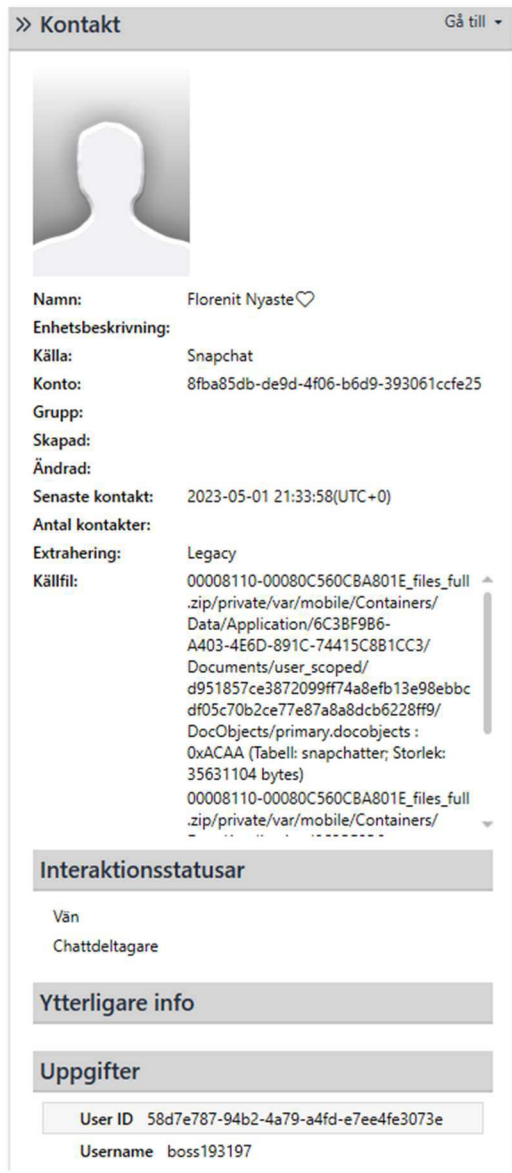 » Kontakt
Gå till
Namn: Florenit Nyaste♡
Enhetsbeskrivning:
Källa: Snapchat
Konto: 8fba85db-de9d-4f06-b6d9-393061ccfe25
Grupp:
Skapad:
Ändrad:
Senaste kontakt: 2023-05-01 21:33:58(UTC+0)
Antal kontakter:
Extrahering: Legacy
Källfil: 00008110-00080C560CBA801E_files_full
.zip/private/var/mobile/Containers/
Data/Application/6C3BF9B6-
A403-4E6D-891C-74415C8B1CC3/
Documents/user_scoped/
d951857ce3872099ff74a8efb13e98ebbc
df05c70b2ce77e87a8a8dcb6228ff9/
DocObjects/primary.docobjects :
0xACAA (Tabell: snapchatter; Storlek:
35631104 bytes)
00008110-00080C560CBA801E_files_full
.zip/private/var/mobile/Containers/
Interaktionsstatusar
Vän
Chattdeltagare
Ytterligare info
Uppgifter
User ID 58d7e787-94b2-4a79-a4fd-e7ee4fe3073e
Username boss193197